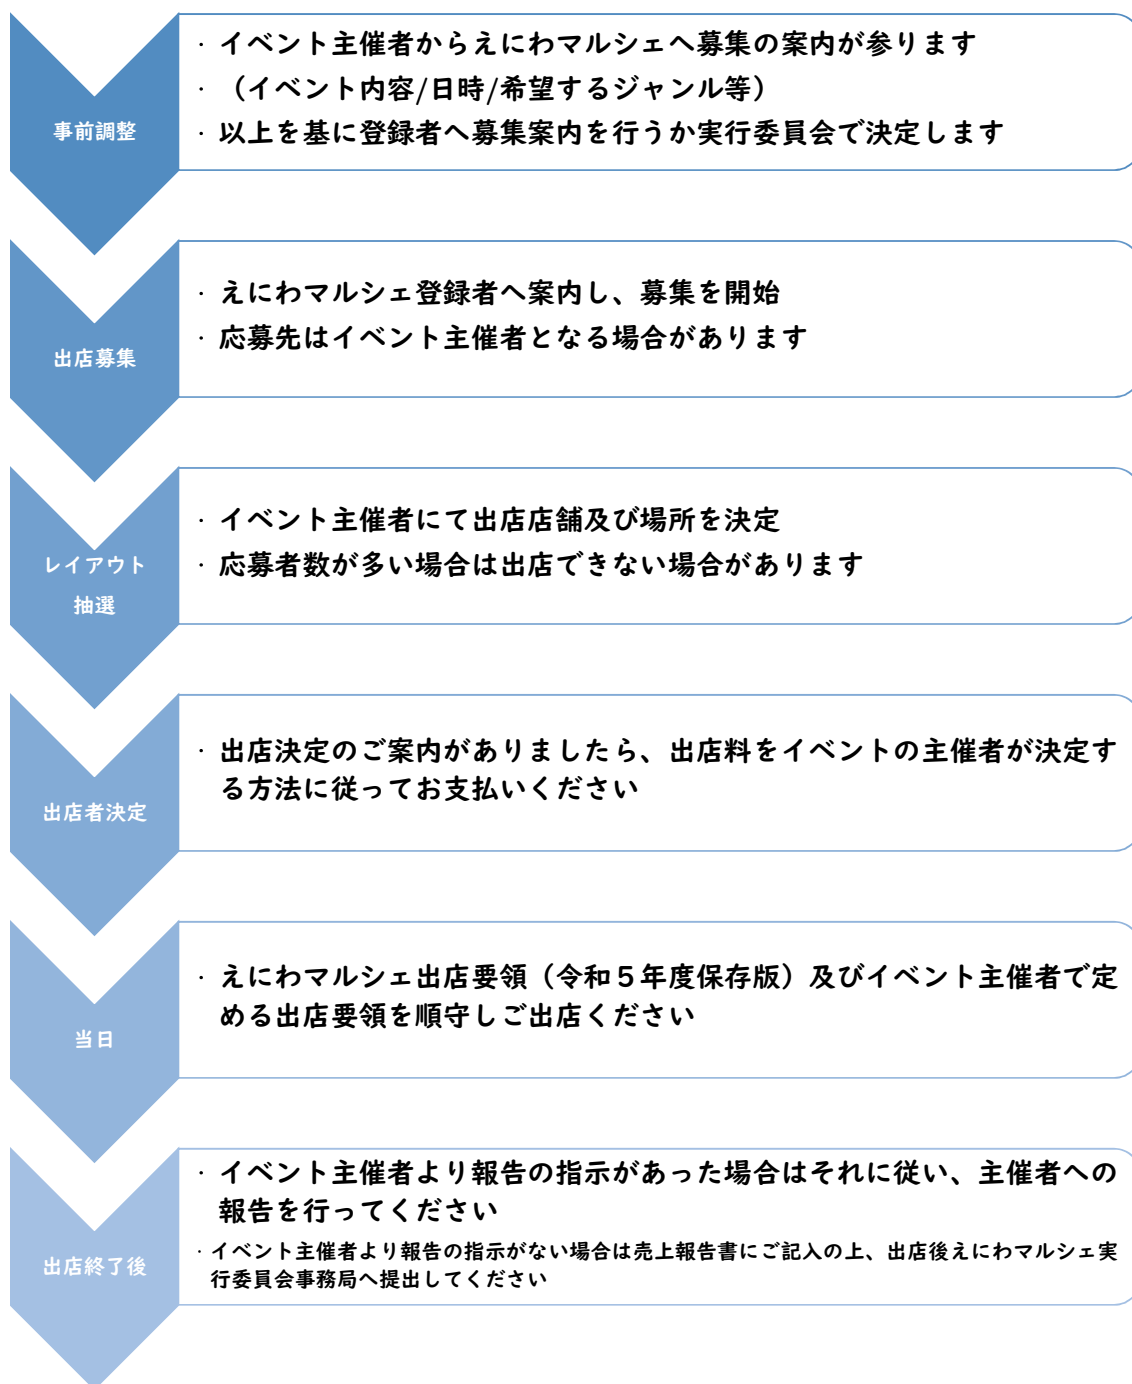 事前調整
・イベント主催者からえにわマルシェへ募集の案内が参ります
・（イベント内容/日時/希望するジャンル等）
・以上を基に登録者へ募集案内を行うか実行委員会で決定します
出店募集
・えにわマルシェ登録者へ案内し、募集を開始
・応募先はイベント主催者となる場合があります
レイアウト
抽選
・イベント主催者にて出店店舗及び場所を決定
・応募者数が多い場合は出店できない場合があります
出店者決定
・出店決定のご案内がありましたら、出店料をイベントの主催者が決定す
る方法に従ってお支払いください
当日
・えにわマルシェ出店要領（令和５年度保存版）及びイベント主催者で定
める出店要領を順守しご出店ください
出店終了後
・イベント主催者より報告の指示があった場合はそれに従い、主催者への
報告を行ってください
・イベント主催者より報告の指示がない場合は売上報告書にご記入の上、出店後えにわマルシェ実
行委員会事務局へ提出してください